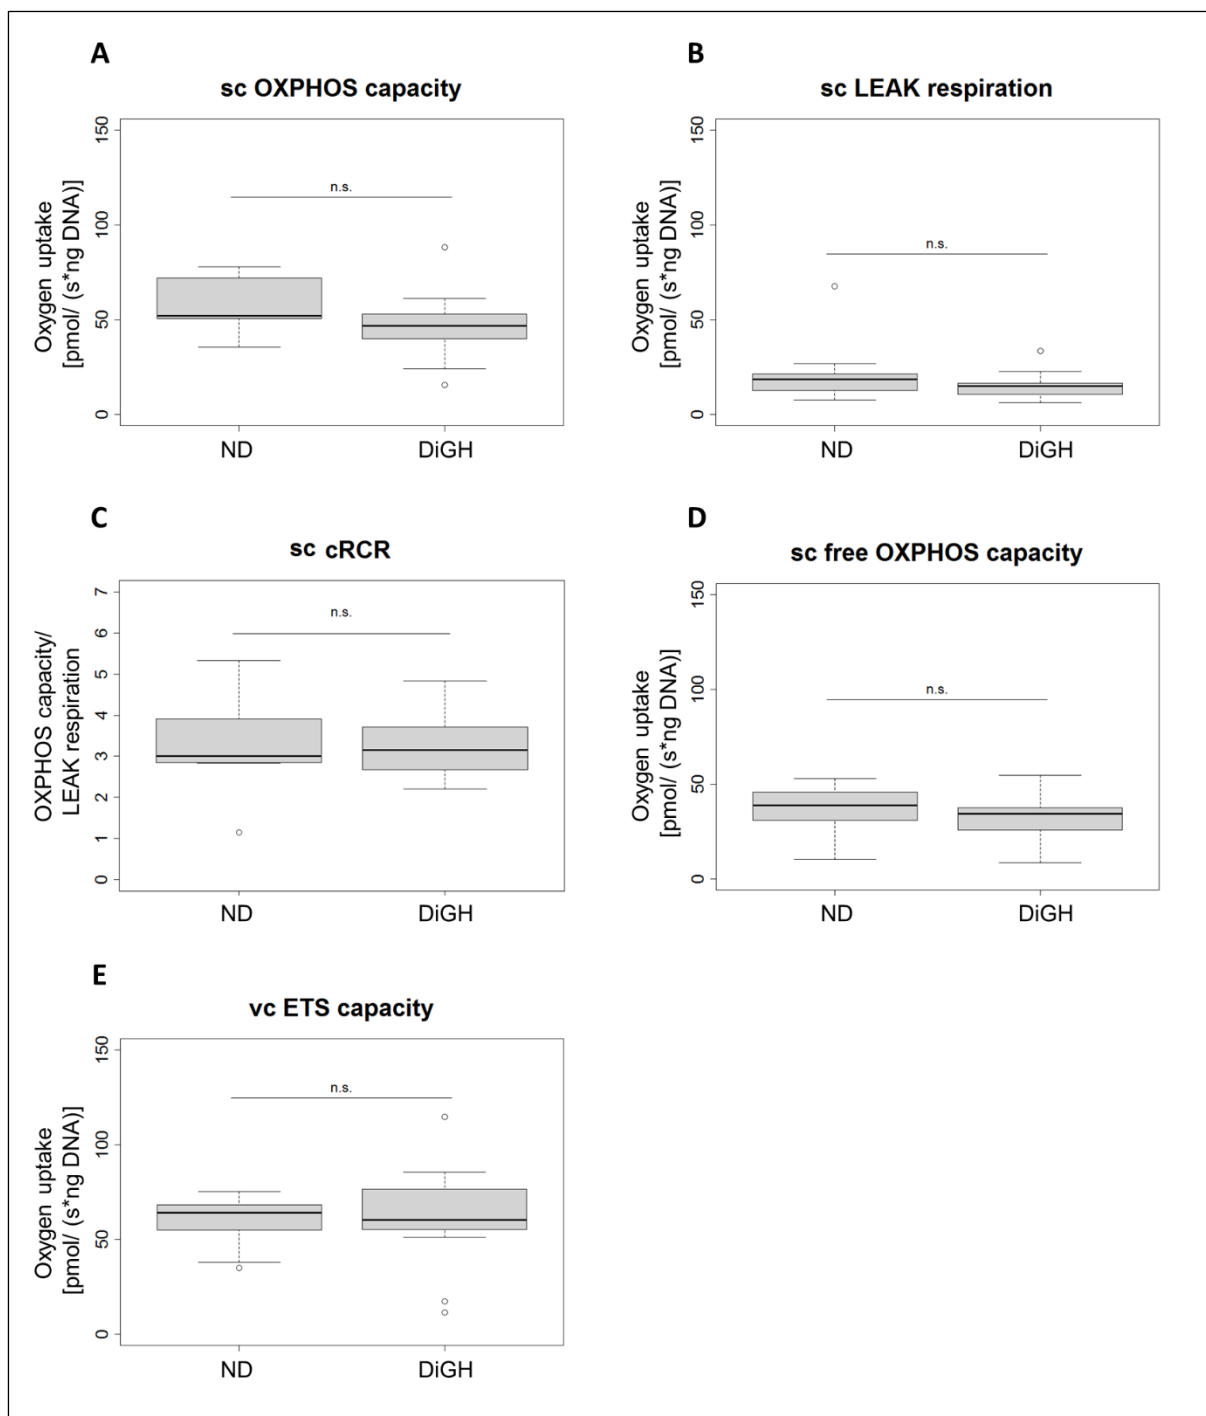 A
sc OXPHOS capacity
Oxygen uptake
[pmol/ (s*ng DNA)]
150
100
50
0
n.s.
ND
DiGH
B
sc LEAK respiration
Oxygen uptake
[pmol/ (s*ng DNA)]
150
100
50
0
n.s.
ND
DiGH
C
sc cRCR
OXPHOS capacity/
LEAK respiration
7
6
5
4
3
2
1
0
n.s.
ND
DiGH
D
sc free OXPHOS capacity
Oxygen uptake
[pmol/ (s*ng DNA)]
150
100
50
0
n.s.
ND
DiGH
E
vc ETS capacity
Oxygen uptake
[pmol/ (s*ng DNA)]
150
100
50
0
n.s.
ND
DiGH